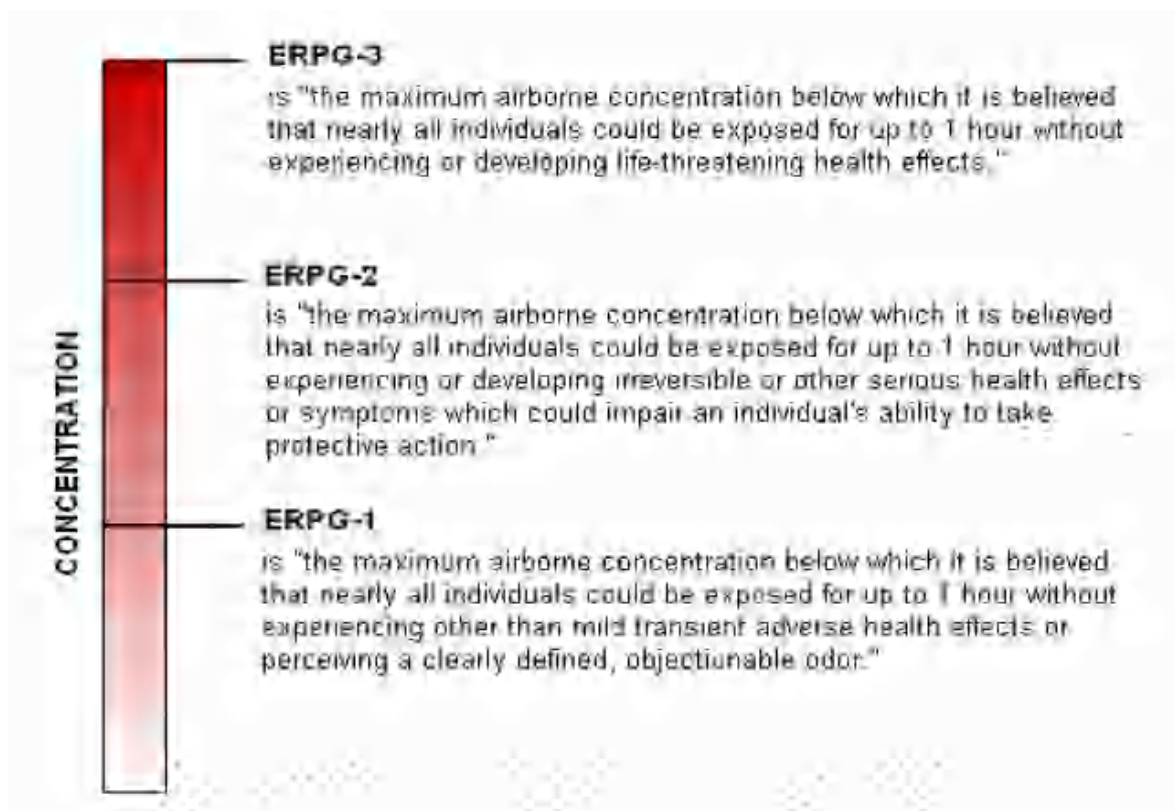 ERPG-3
is "the maximum airborne concentration below which it is believed
that nearly all individuals could be exposed for up to 1 hour without
experiencing or developing life-threatening health effects."
ERPG-2
is "the maximum airborne concentration below which it is believed
that nearly all individuals could be exposed for up to 1 hour without
experiencing or developing irreversible or other serious health effects
or symptoms which could impair an individual's ability to take
protective action."
CONCENTRATION
ERPG-1
is "the maximum airborne concentration below which it is believed
that nearly all individuals could be exposed for up to 1 hour without
experiencing other than mild transient adverse health effects or
perceiving a clearly defined, objectionable odor."